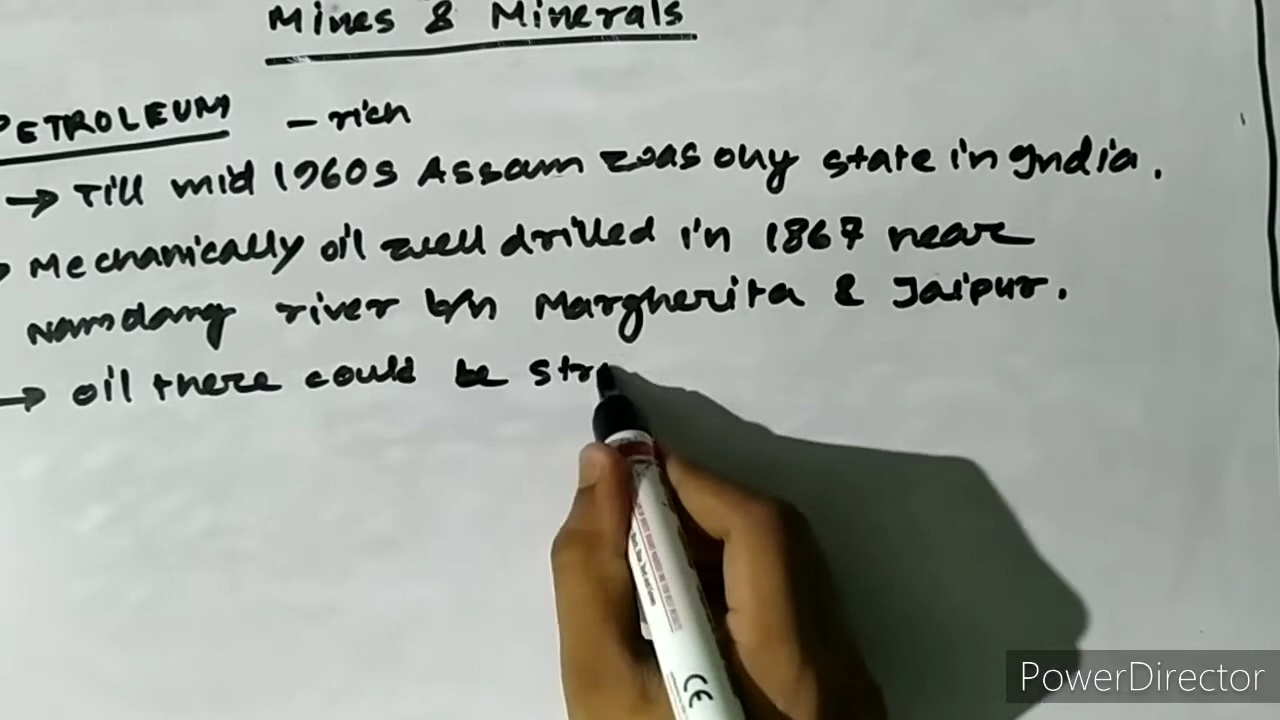 Mines & Minerals
PETROLEUM - rich
→ Till mid 1960s Assam was only state in India.
Mechanically oil well drilled in 1867 near
Namdang river b/n Margherita & Jaipur.
→ oil there could be str
CE
PowerDirector